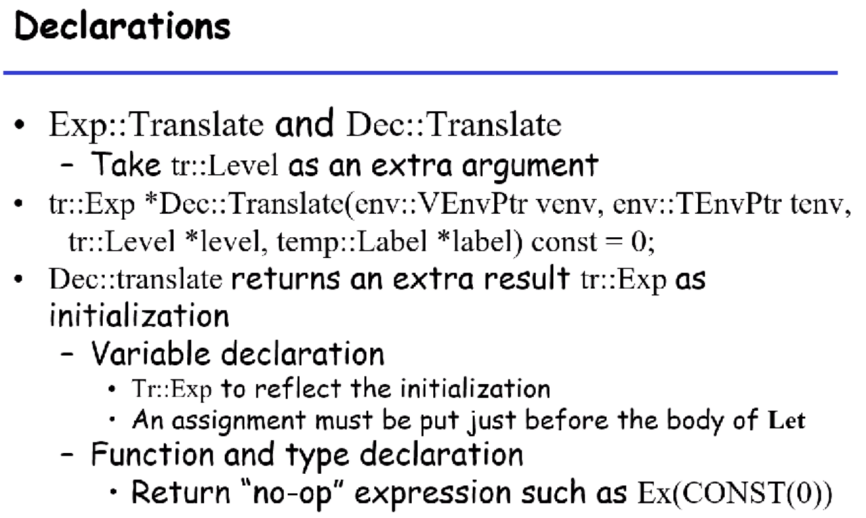 Declarations
• Exp::Translate and Dec::Translate
– Take tr::Level as an extra argument
• tr::Exp *Dec::Translate(env::VEnvPtr venv, env::TEnvPtr tenv,
tr::Level *level, temp::Label *label) const = 0;
• Dec::translate returns an extra result tr::Exp as
initialization
– Variable declaration
• Tr::Exp to reflect the initialization
• An assignment must be put just before the body of Let
– Function and type declaration
• Return “no-op” expression such as Ex(CONST(0))